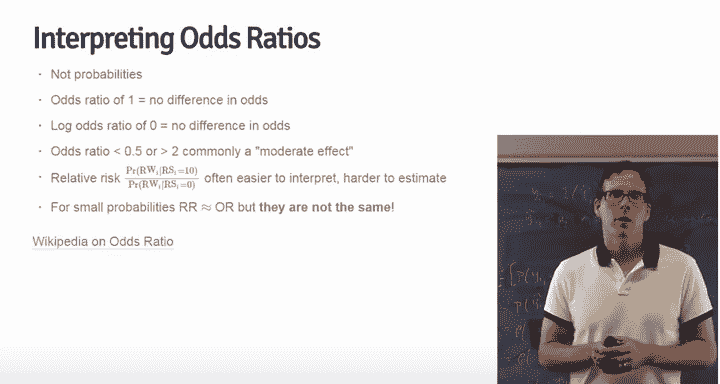 Interpreting Odds Ratios
· Not probabilities
· Odds ratio of 1 = no difference in odds
· Log odds ratio of 0 = no difference in odds
· Odds ratio < 0.5 or > 2 commonly a "moderate effect"
· Relative risk Pr(RWᵢ|RSᵢ=10) / Pr(RWᵢ|RSᵢ=0) often easier to interpret, harder to estimate
· For small probabilities RR ≈ OR but they are not the same!
Wikipedia on Odds Ratio